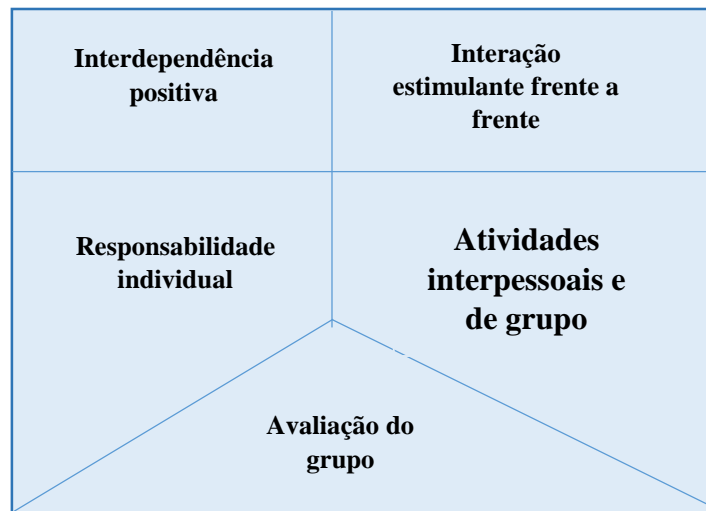 Interdependência
positiva
Interação
estimulante frente a
frente
Responsabilidade
individual
Atividades
interpessoais e
de grupo
Avaliação do
grupo